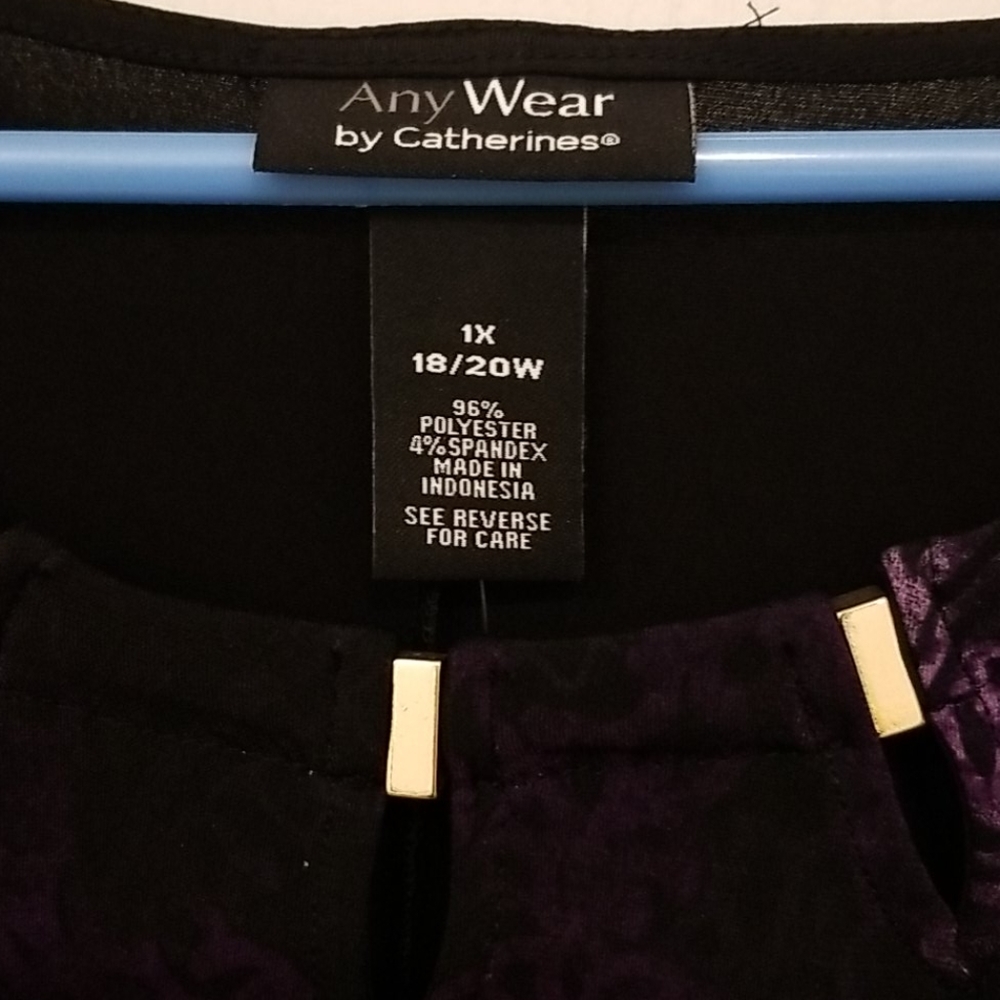 Any Wear
by Catherines®
1X
18/20W
96%
POLYESTER
4% SPANDEX
MADE IN
INDONESIA
SEE REVERSE
FOR CARE